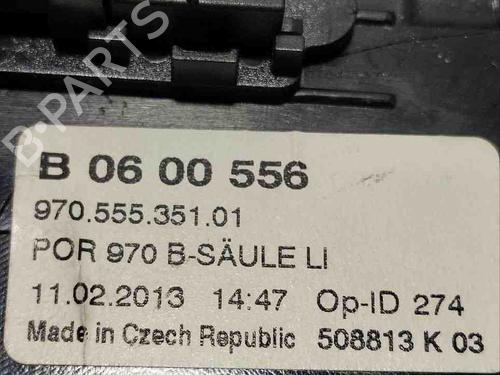 B-PARTS
B 06 00 556
970.555.351.01
POR 970 B-SÄULE LI
11.02.2013 14:47 Op-ID 274
Made in Czech Republic 508813 K 03
B-PARTS